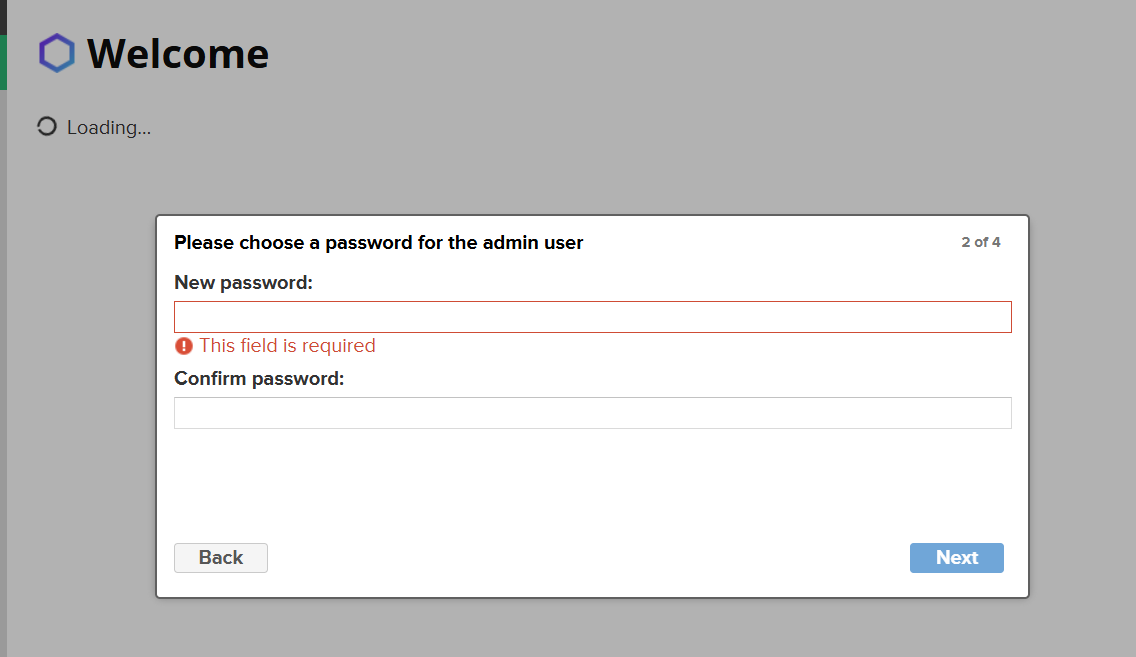 Welcome
Loading...
Please choose a password for the admin user
2 of 4
New password:
This field is required
Confirm password:
Back
Next